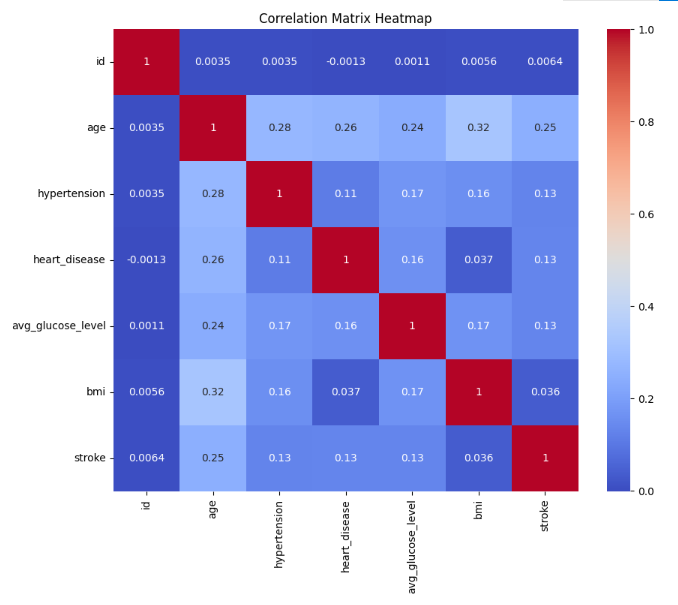 Correlation Matrix Heatmap
id 1 0.0035 0.0035 -0.0013 0.0011 0.0056 0.0064
age 0.0035 1 0.28 0.26 0.24 0.32 0.25
hypertension 0.0035 0.28 1 0.11 0.17 0.16 0.13
heart_disease -0.0013 0.26 0.11 1 0.16 0.037 0.13
avg_glucose_level 0.0011 0.24 0.17 0.16 1 0.17 0.13
bmi 0.0056 0.32 0.16 0.037 0.17 1 0.036
stroke 0.0064 0.25 0.13 0.13 0.13 0.036 1
id age hypertension heart_disease avg_glucose_level bmi stroke
1.0
0.8
0.6
0.4
0.2
0.0